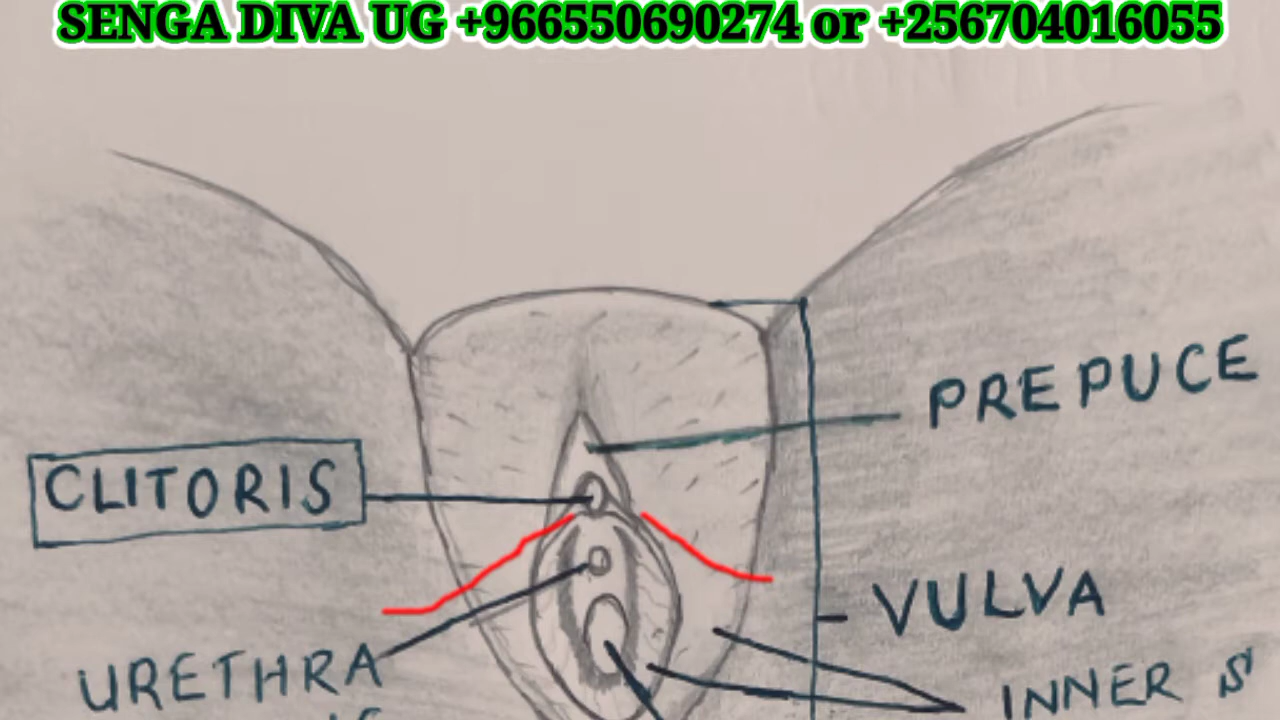 SENGA DIVA UG +966550690274 or +256704016055
PREPUCE
CLITORIS
VULVA
URETHRA
INNER